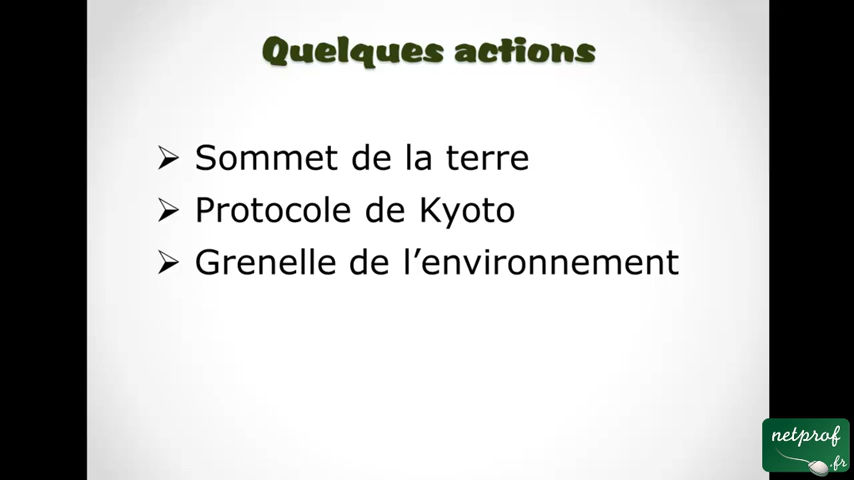 Quelques actions
➢ Sommet de la terre
➢ Protocole de Kyoto
➢ Grenelle de l’environnement
netprof
.fr